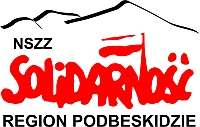 NSZZ
SOLiDARNOŚĆ
REGION PODBESKIDZIE